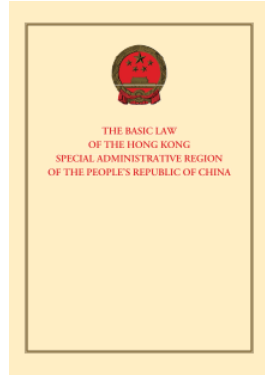 THE BASIC LAW
OF THE HONG KONG
SPECIAL ADMINISTRATIVE REGION
OF THE PEOPLE'S REPUBLIC OF CHINA